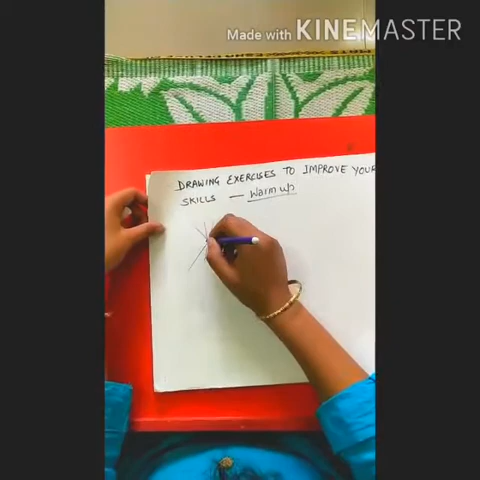 Made with KINEMASTER
DRAWING EXERCISES TO IMPROVE YOUR
SKILLS — Warm up